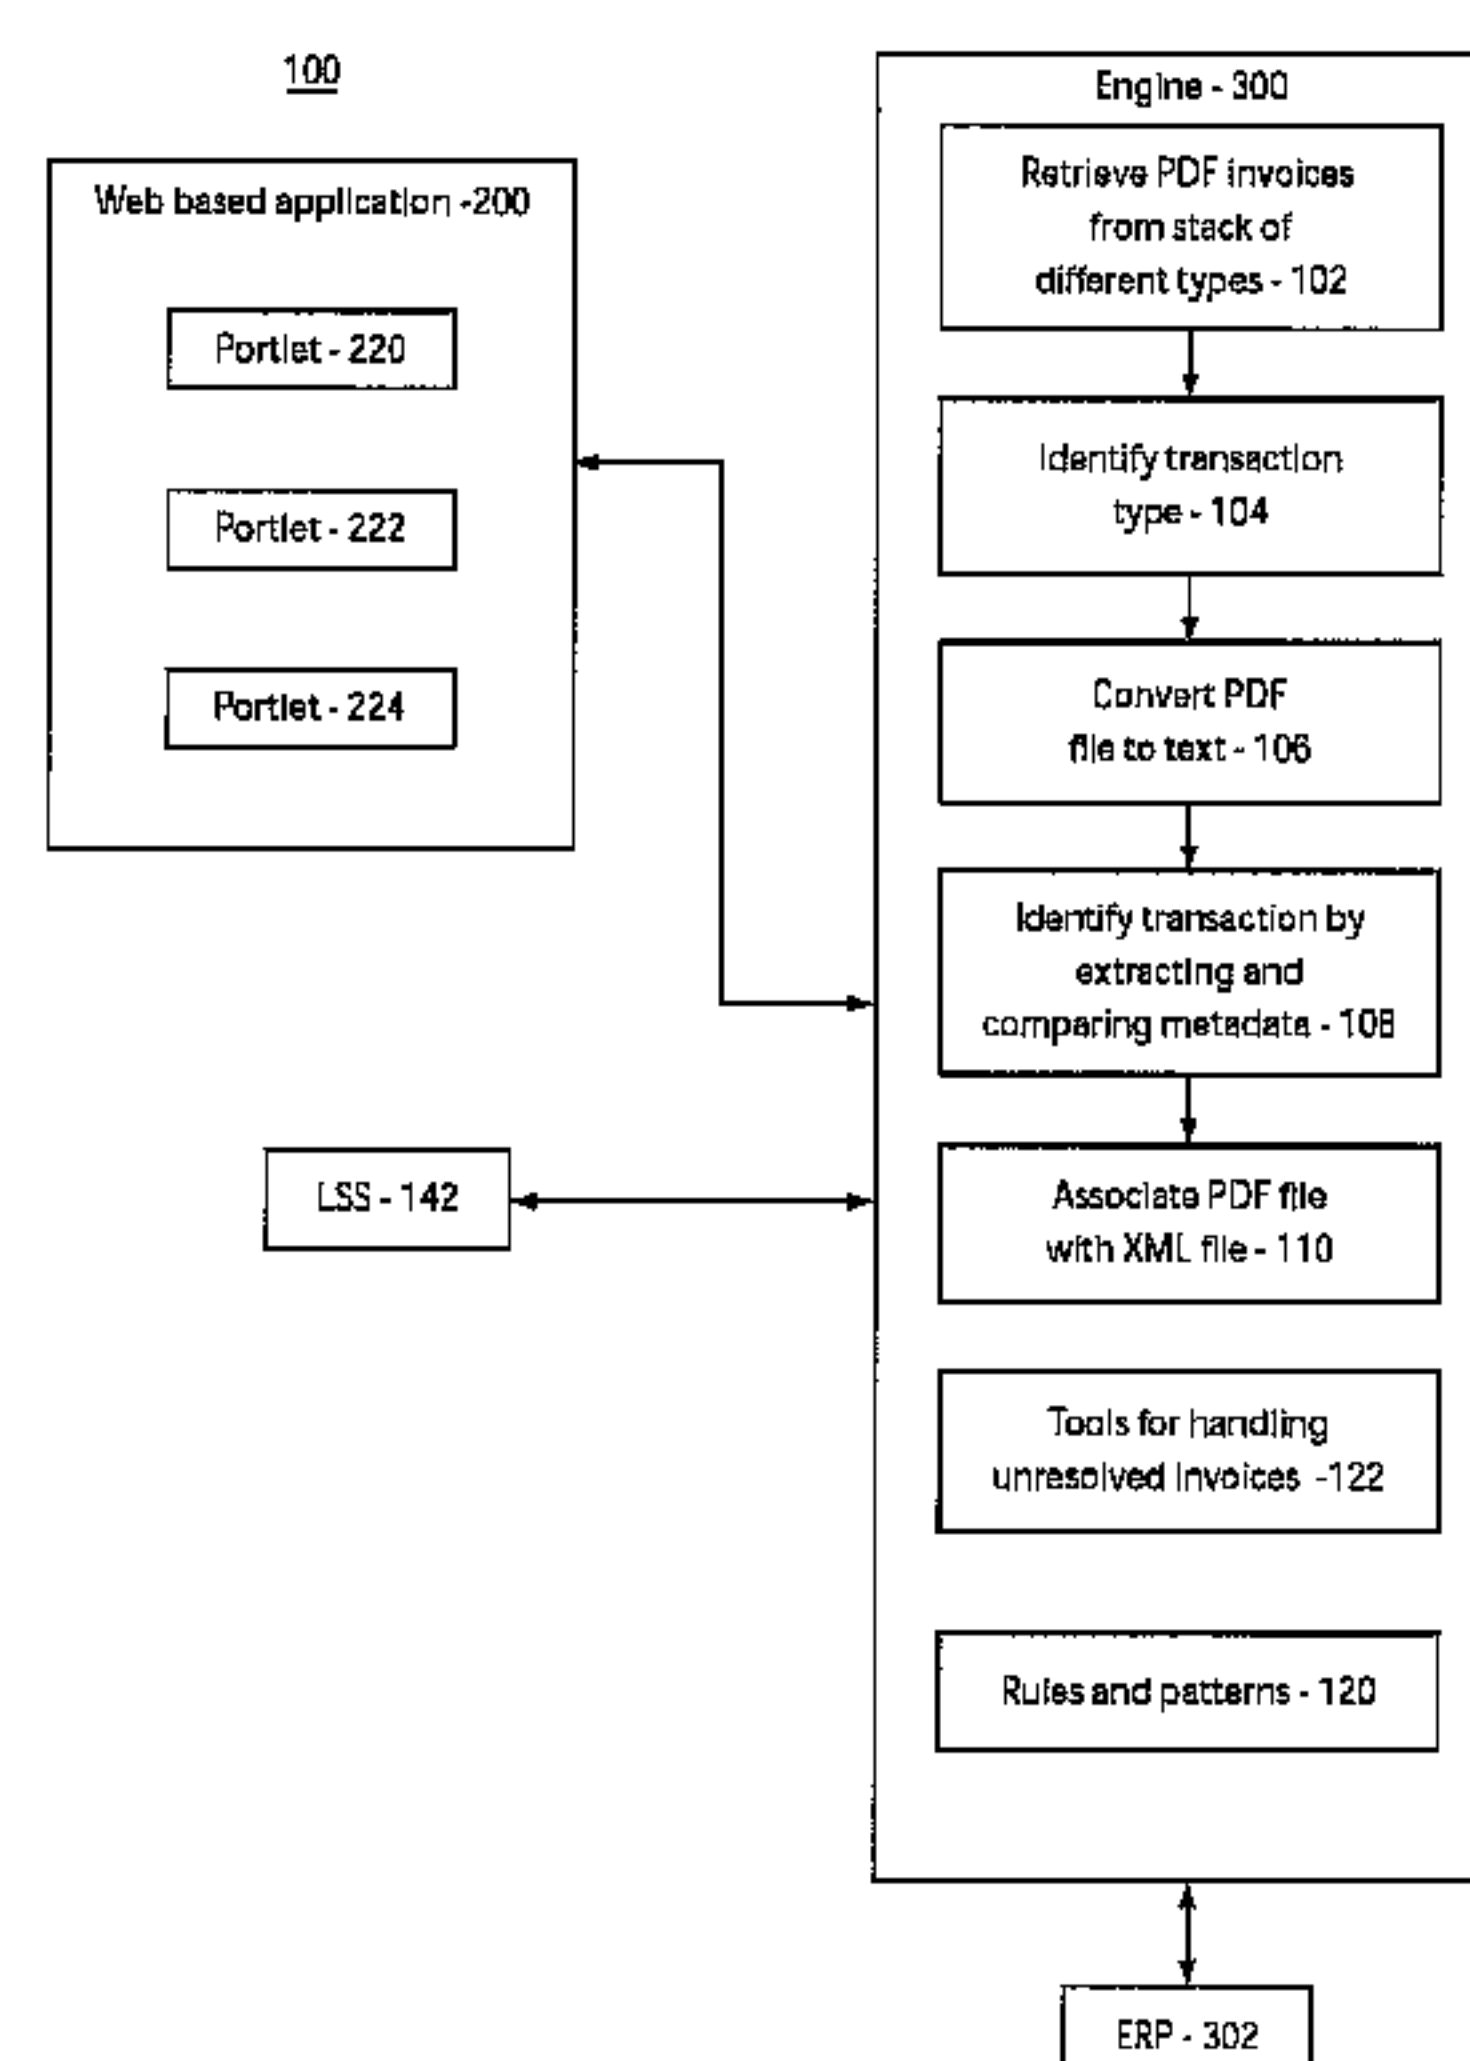 100
Web based application -200
Portlet - 220
Portlet - 222
Portlet - 224
LSS - 142
Engine - 300
Retrieve PDF invoices
from stack of
different types - 102
Identify transaction
type - 104
Convert PDF
file to text - 106
Identify transaction by
extracting and
comparing metadata - 108
Associate PDF file
with XML file - 110
Tools for handling
unresolved invoices -122
Rules and patterns - 120
ERP - 302